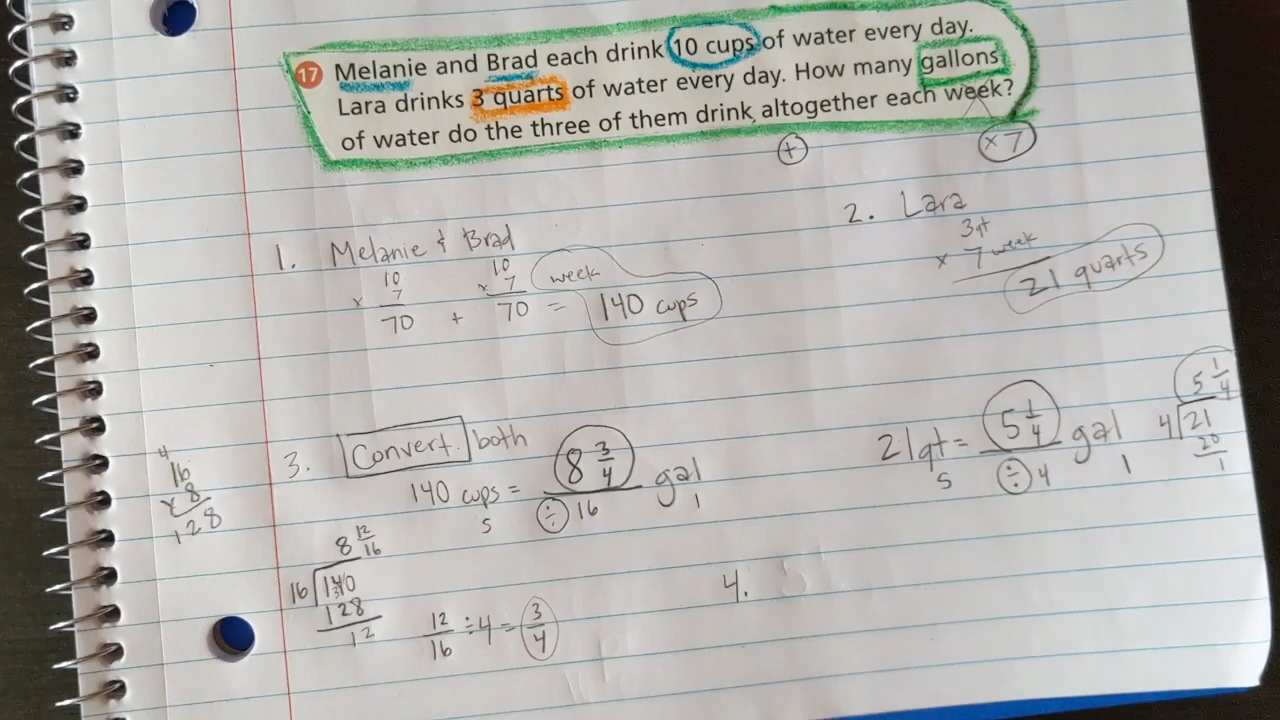 17 Melanie and Brad each drink 10 cups of water every day.
Lara drinks 3 quarts of water every day. How many gallons
of water do the three of them drink, altogether each week?
+
× 7
1. Melanie & Brad
10 10 week
× 7 × 7
70 + 70 = 140 cups
2. Lara
3qt
× 7 week
21 quarts
3. Convert. both
140 cups = 8 3/4 gal
S ÷ 16 1
4
16
× 8
128
8 12/16
16 140
128
12
12/16 ÷ 4 = 3/4
21qt = 5 1/4 gal
S ÷ 4 1
5 1/4
4 21
20
1
4.